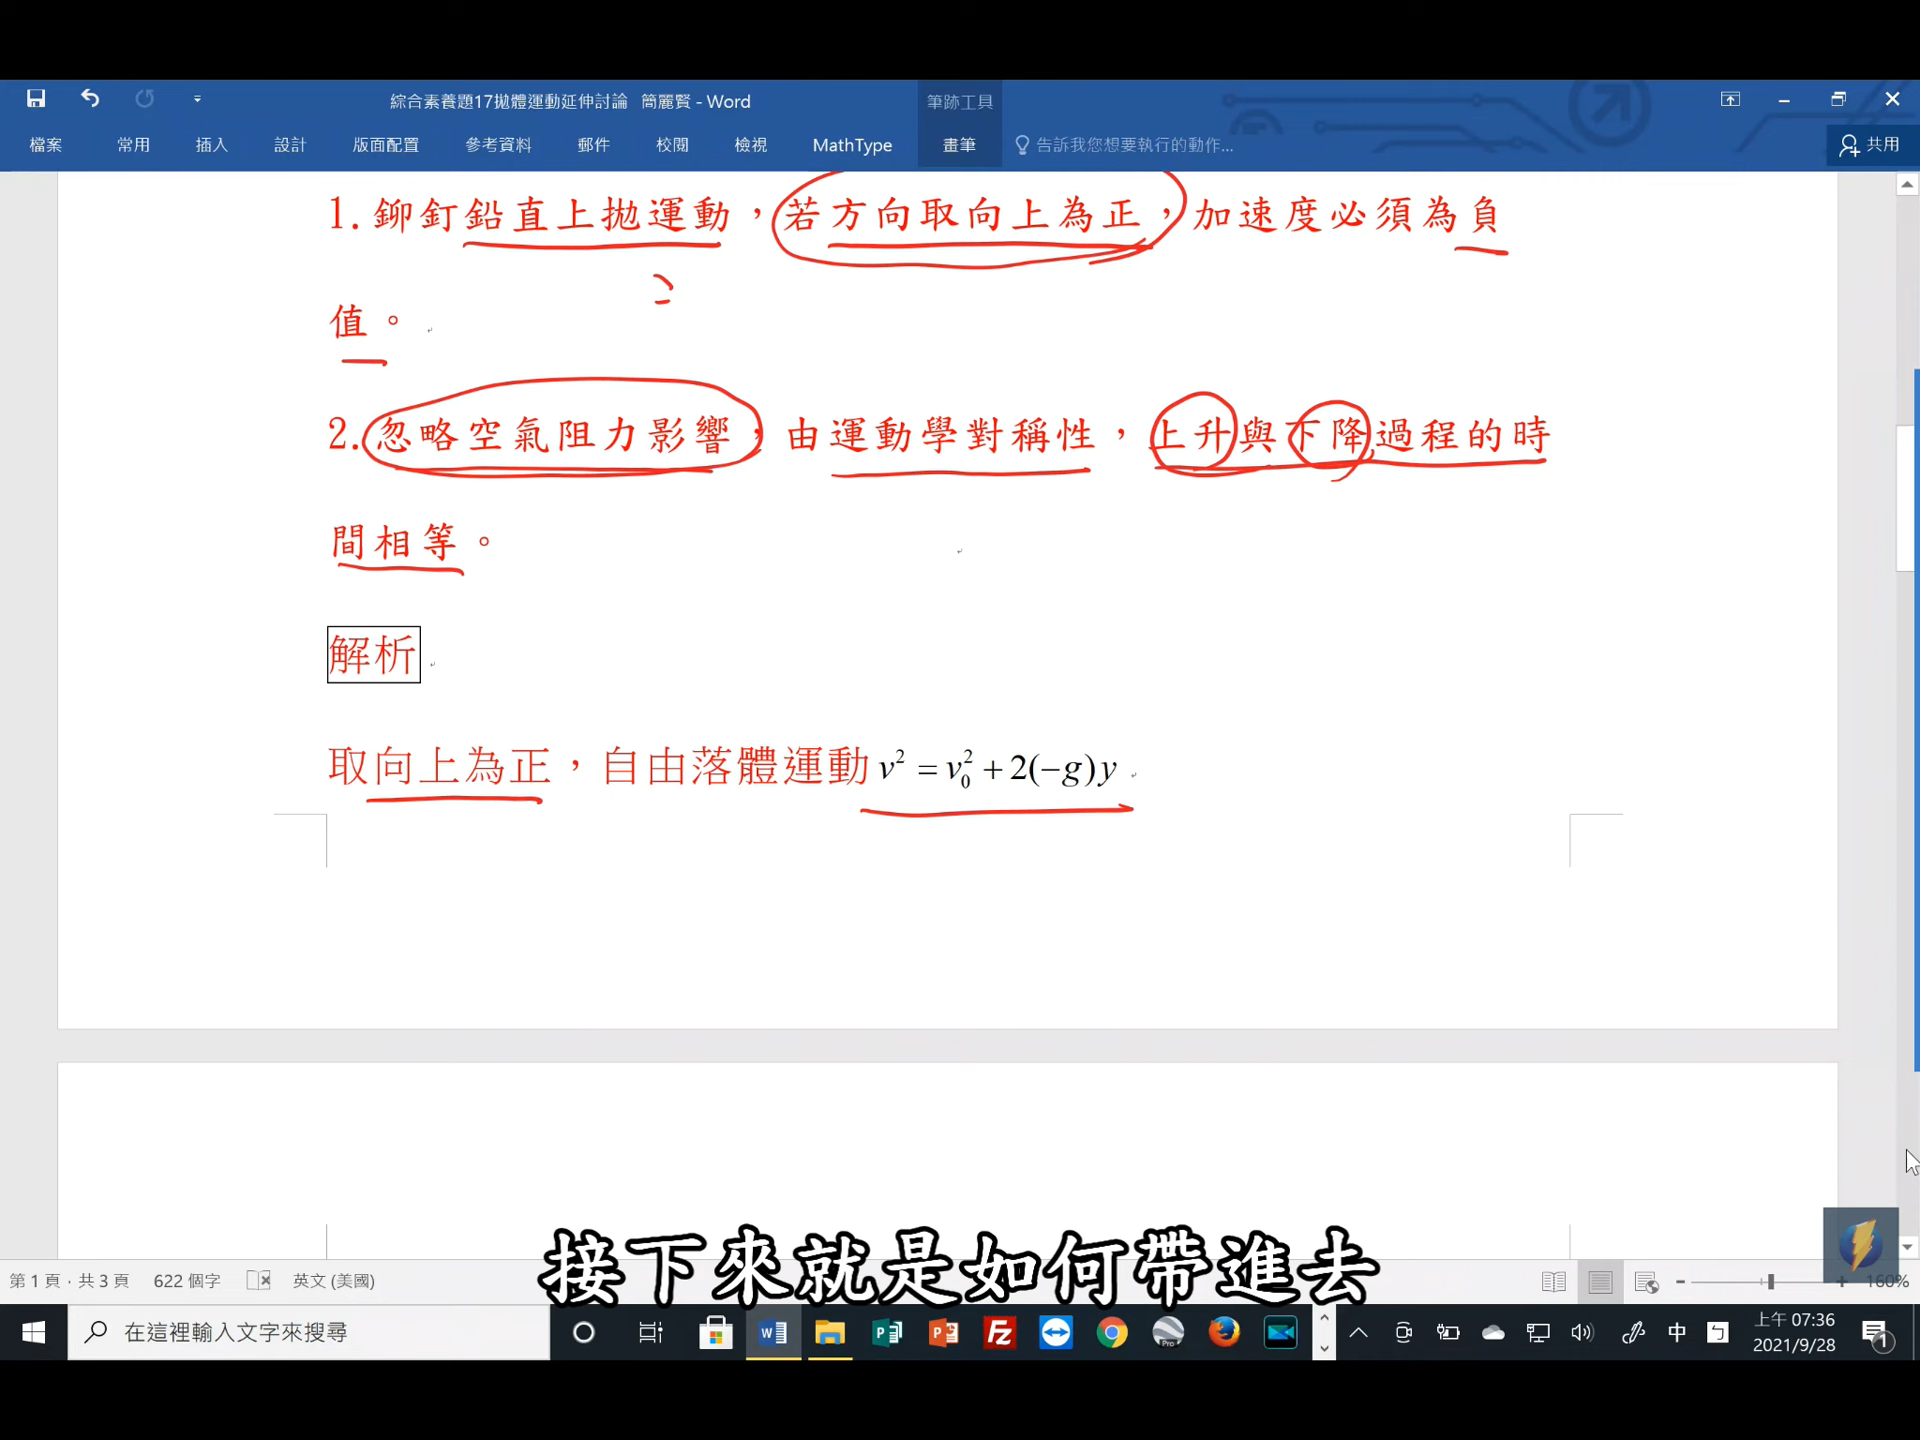 綜合素養題17拋體運動延伸討論 簡麗賢 - Word
筆跡工具
檔案 常用 插入 設計 版面配置 參考資料 郵件 校閱 檢視 MathType 畫筆 告訴我您想要執行的動作... 共用
1. 鉚釘鉛直上拋運動，若方向取向上為正，加速度必須為負
值。
2. 忽略空氣阻力影響，由運動學對稱性，上升與下降過程的時
間相等。
解析
取向上為正，自由落體運動 v² = v₀² + 2(−g)y
接下來就是如何帶進去
第 1 頁，共 3 頁 622 個字 英文 (美國) 160%
在這裡輸入文字來搜尋 中 ㄅ 上午 07:36
2021/9/28 1